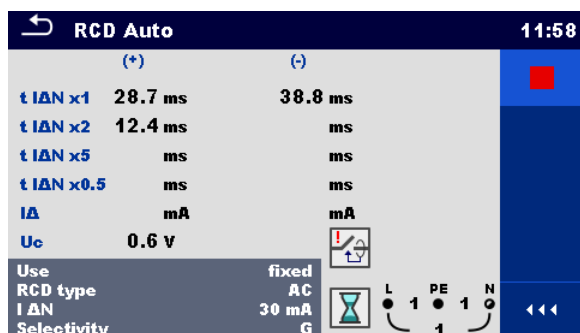 RCD Auto 11:58
(+) (-)
t IΔN x1 28.7 ms 38.8 ms
t IΔN x2 12.4 ms ms
t IΔN x5 ms ms
t IΔN x0.5 ms ms
IΔ mA mA
Uc 0.6 V
Use fixed
RCD type AC
I ΔN 30 mA
Selectivity G
L PE N
1 1
1